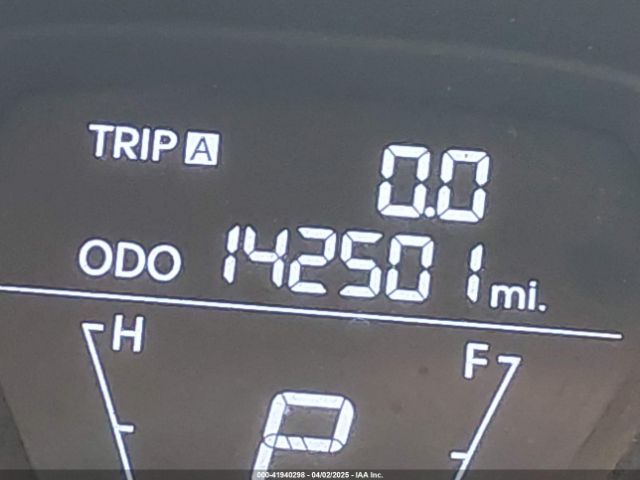 TRIP A 0.0
ODO 142501 mi.
H F
P
000-41940298 - 04/02/2025 - IAA Inc.